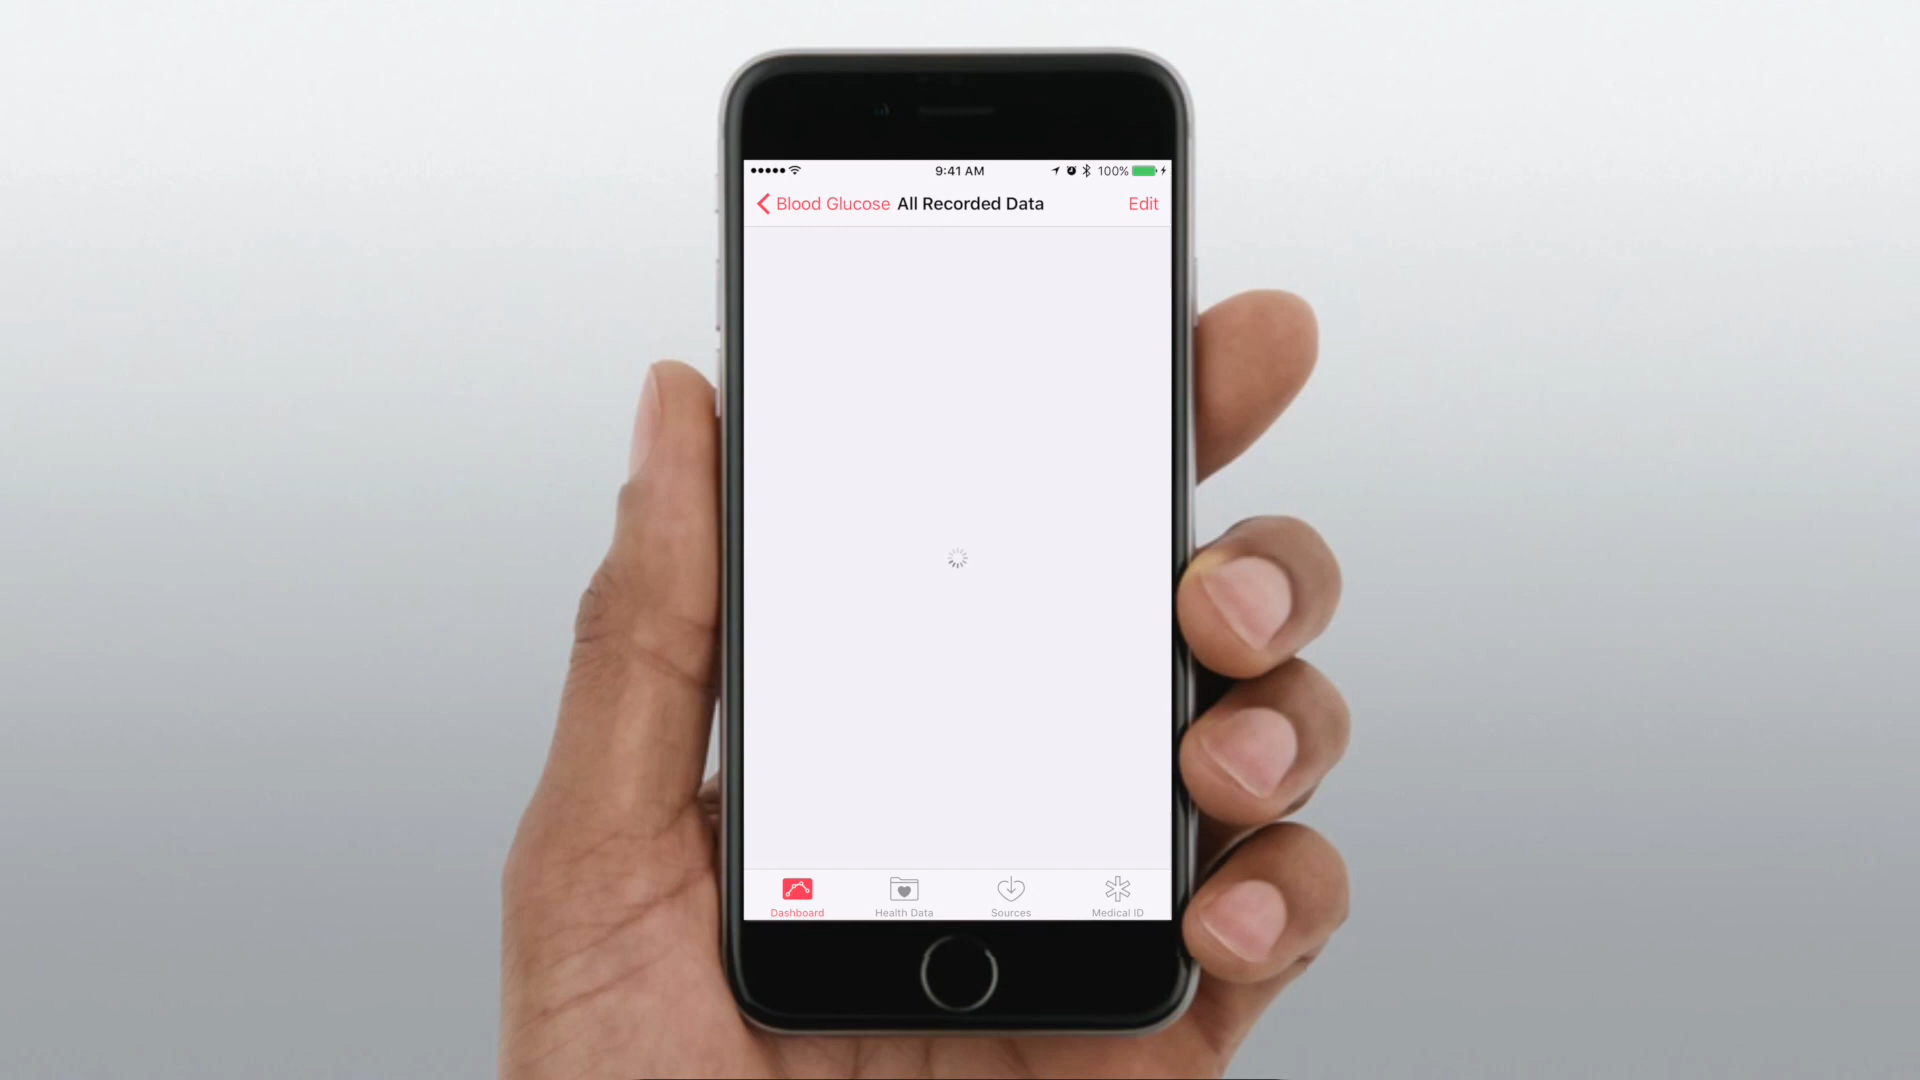 9:41 AM 100%
Blood Glucose All Recorded Data Edit
Dashboard Health Data Sources Medical ID